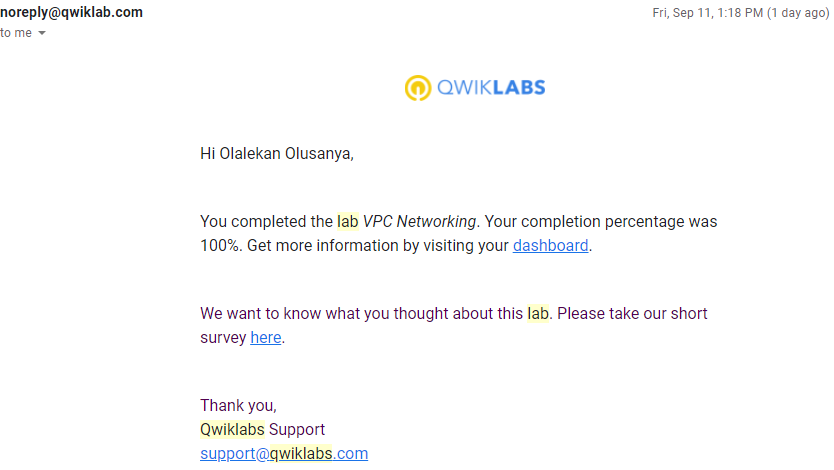 noreply@qwiklab.com
Fri, Sep 11, 1:18 PM (1 day ago)
to me
QWIKLABS
Hi Olalekan Olusanya,
You completed the lab VPC Networking. Your completion percentage was
100%. Get more information by visiting your dashboard.
We want to know what you thought about this lab. Please take our short
survey here.
Thank you,
Qwiklabs Support
support@qwiklabs.com